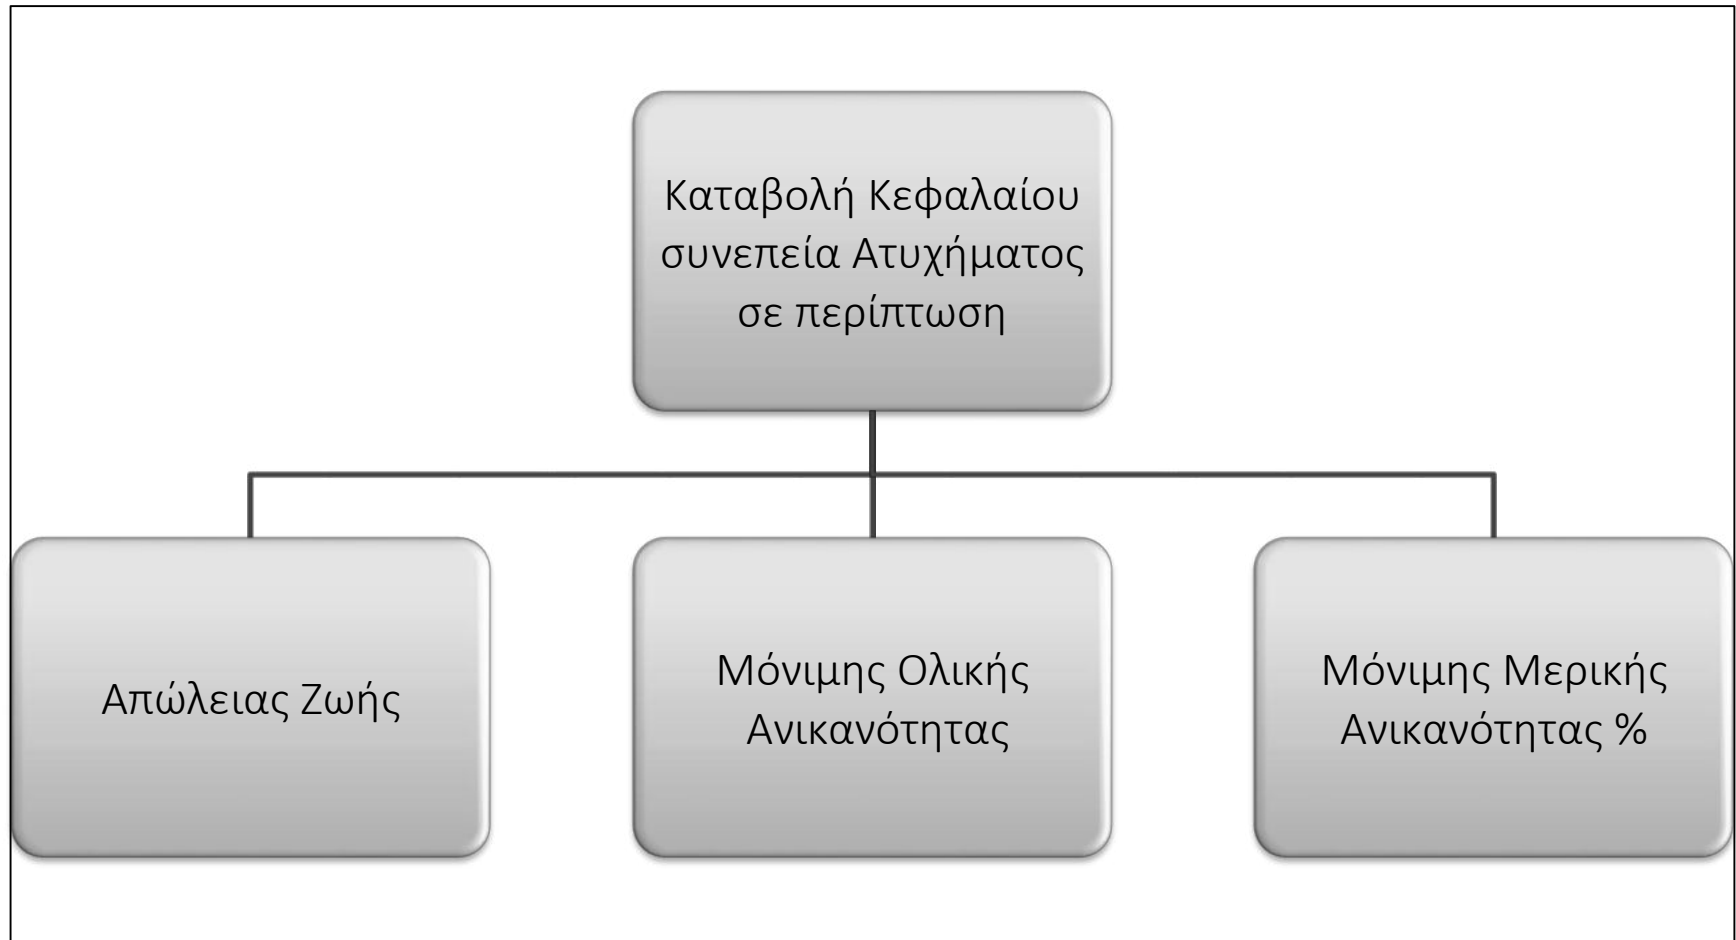 Καταβολή Κεφαλαίου
συνεπεία Ατυχήματος
σε περίπτωση
Απώλειας Ζωής
Μόνιμης Ολικής
Ανικανότητας
Μόνιμης Μερικής
Ανικανότητας %